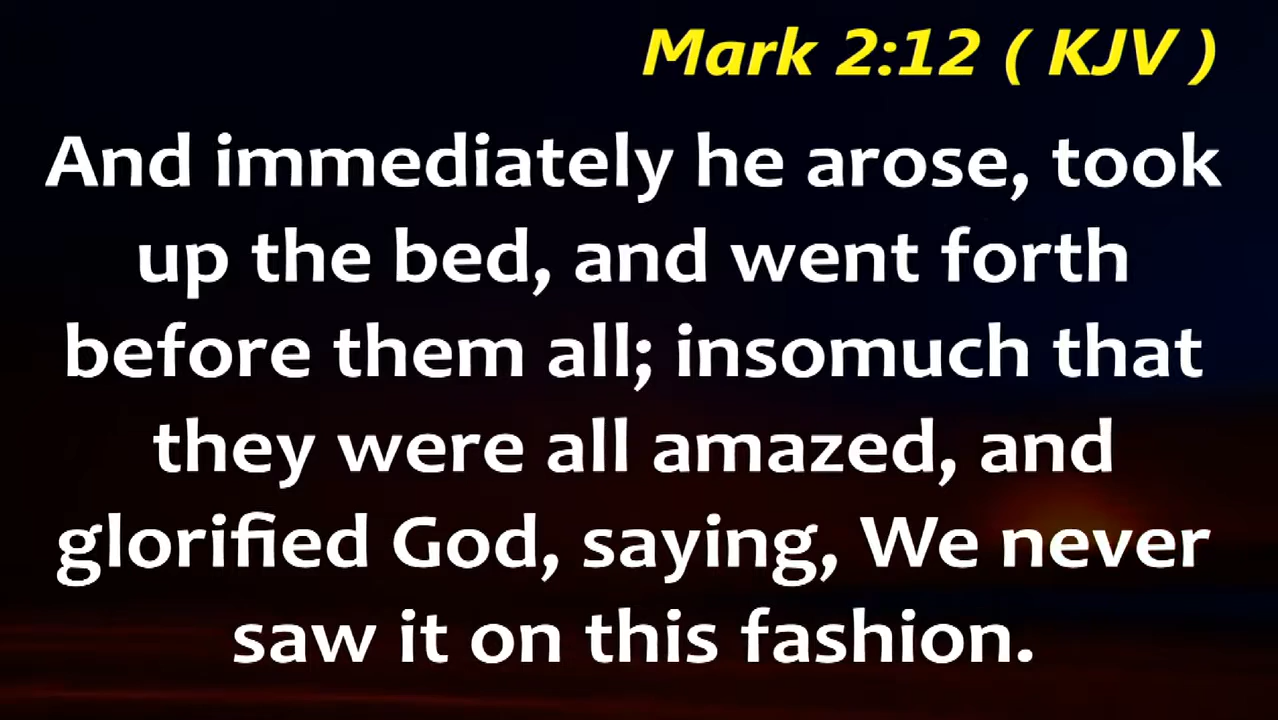 Mark 2:12 ( KJV )
And immediately he arose, took
up the bed, and went forth
before them all; insomuch that
they were all amazed, and
glorified God, saying, We never
saw it on this fashion.